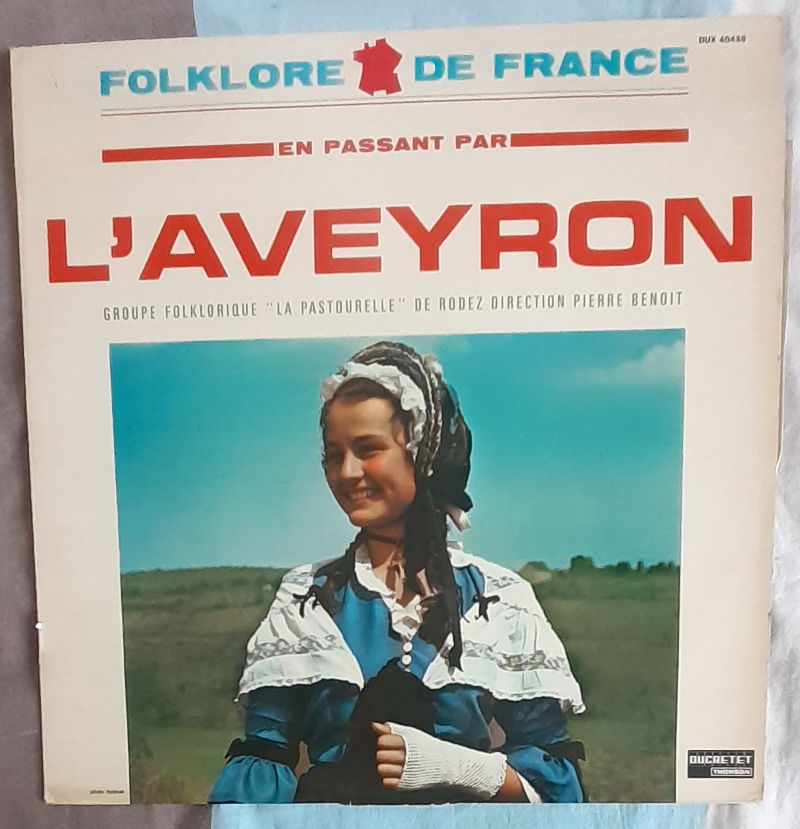 DUX 40438
FOLKLORE DE FRANCE
EN PASSANT PAR
L'AVEYRON
GROUPE FOLKLORIQUE "LA PASTOURELLE" DE RODEZ DIRECTION PIERRE BENOIT
DUCRETET
THOMSON